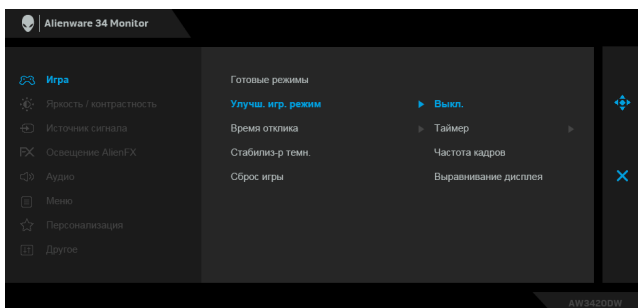 Alienware 34 Monitor
Игра
Яркость / контрастность
Источник сигнала
FX Освещение AlienFX
Аудио
Меню
Персонализация
Другое
Готовые режимы
Улучш. игр. режим
Время отклика
Стабилиз-р темн.
Сброс игры
Выкл.
Таймер
Частота кадров
Выравнивание дисплея
AW3420DW